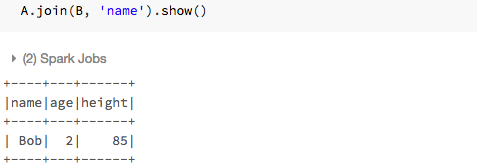 A.join(B, 'name').show()
(2) Spark Jobs
+----+---+------+
|name|age|height|
+----+---+------+
| Bob|  2|    85|
+----+---+------+